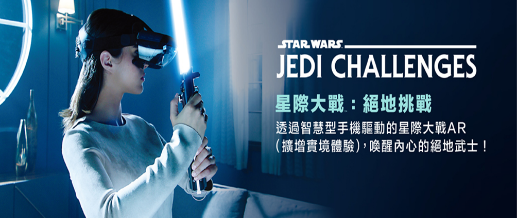 STAR WARS
JEDI CHALLENGES
星際大戰：絕地挑戰
透過智慧型手機驅動的星際大戰AR
（擴增實境體驗），喚醒內心的絕地武士！